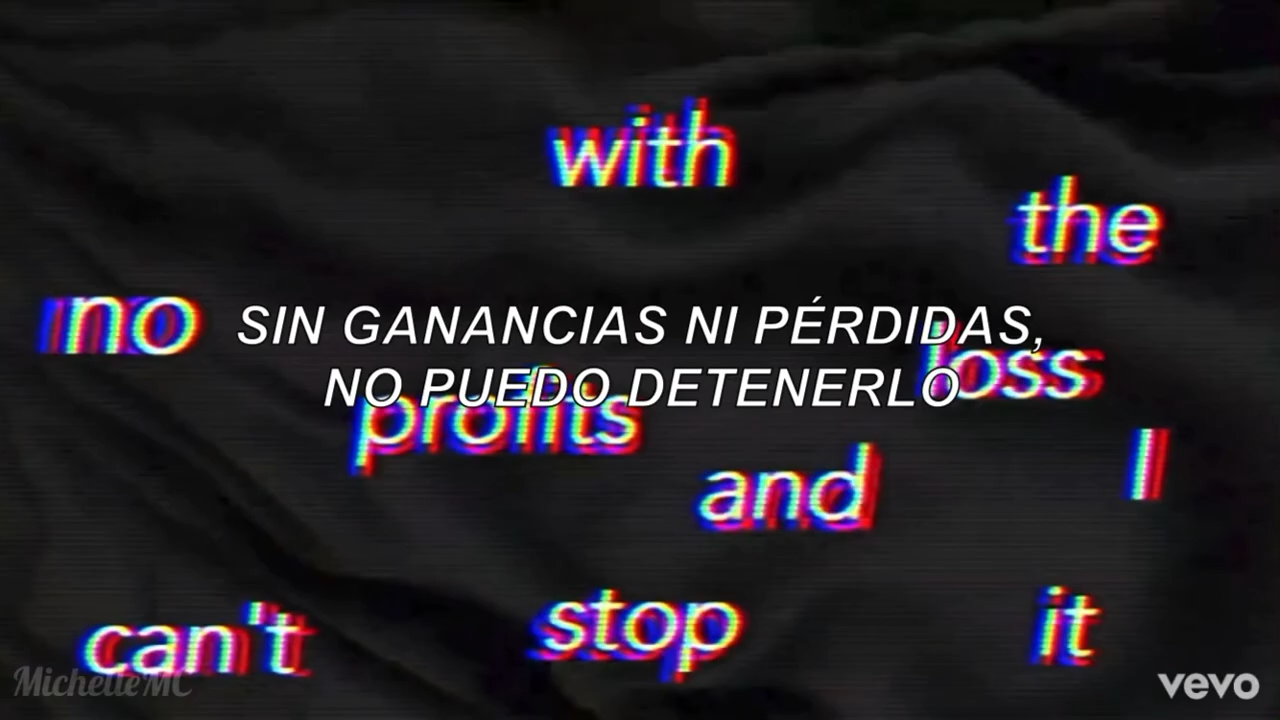 with
the
no
SIN GANANCIAS NI PÉRDIDAS,
NO PUEDO DETENERLO
loss
profits
and
I
can't
stop
it
MichelleMC
vevo